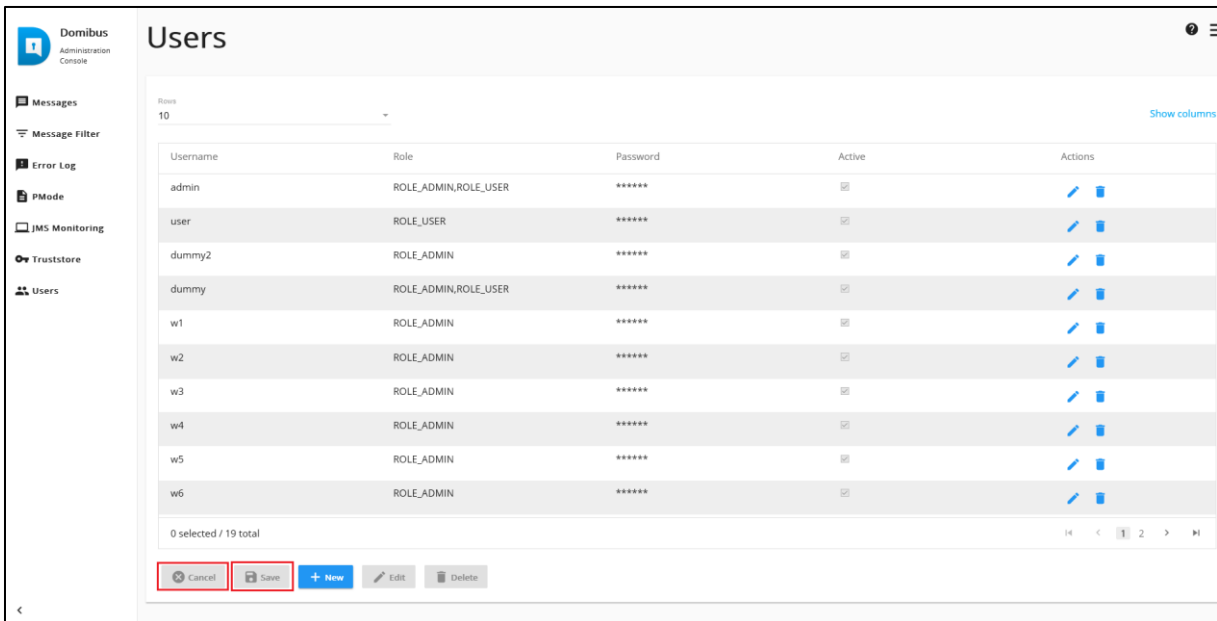 Domibus
Administration
Console
Messages
Message Filter
Error Log
PMode
JMS Monitoring
Truststore
Users
Users
Rows
10
Show columns
Username Role Password Active Actions
admin ROLE_ADMIN,ROLE_USER ******
user ROLE_USER ******
dummy2 ROLE_ADMIN ******
dummy ROLE_ADMIN,ROLE_USER ******
w1 ROLE_ADMIN ******
w2 ROLE_ADMIN ******
w3 ROLE_ADMIN ******
w4 ROLE_ADMIN ******
w5 ROLE_ADMIN ******
w6 ROLE_ADMIN ******
0 selected / 19 total 1 2
Cancel Save + New Edit Delete